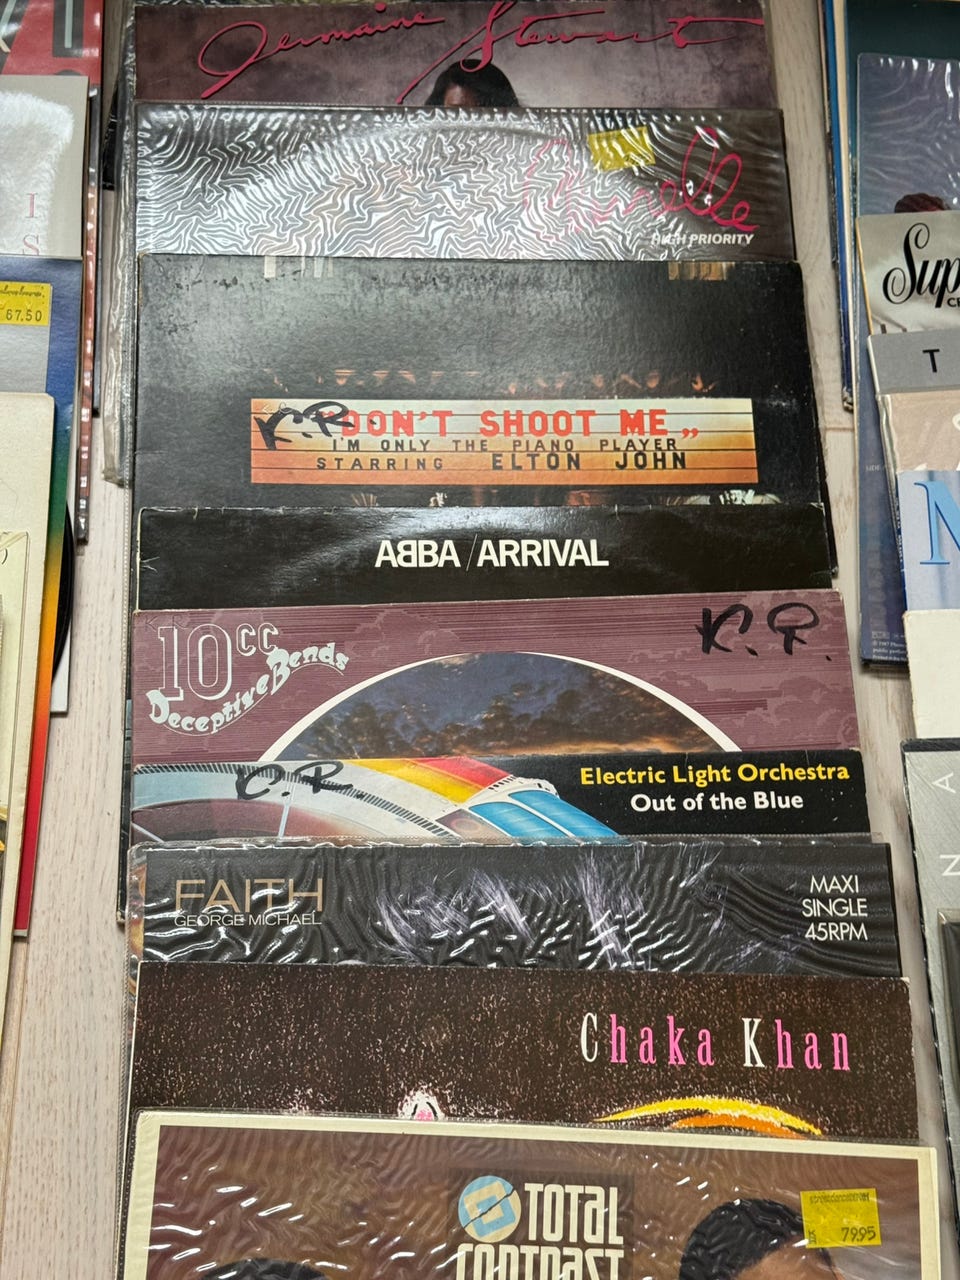 Jermaine Stewart
Cherrelle
HIGH PRIORITY
67.50
Sup
K.R.
"DON'T SHOOT ME„
I'M ONLY THE PIANO PLAYER
STARRING ELTON JOHN
T
ABBA/ARRIVAL
10cc
Deceptive Bends
K.R.
Electric Light Orchestra
Out of the Blue
K.R.
FAITH
GEORGE MICHAEL
MAXI
SINGLE
45RPM
Chaka Khan
TOTAL
CONTRAST
79.95